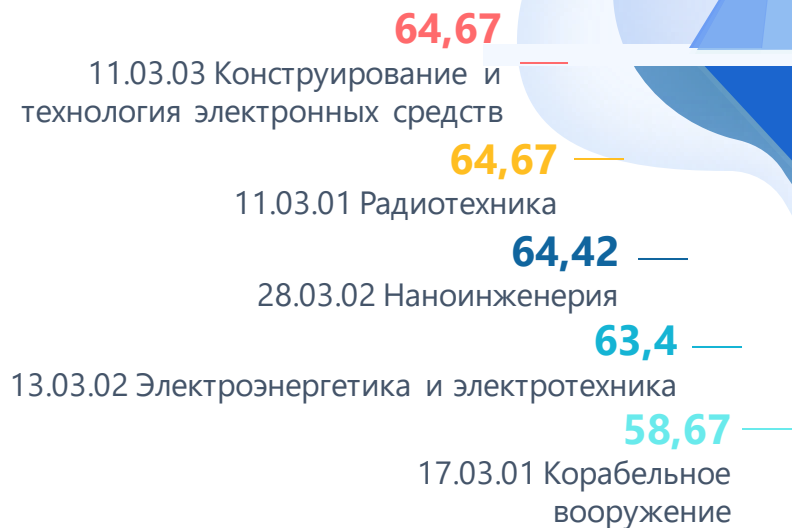 64,67
11.03.03 Конструирование и
технология электронных средств
64,67
11.03.01 Радиотехника
64,42
28.03.02 Наноинженерия
63,4
13.03.02 Электроэнергетика и электротехника
58,67
17.03.01 Корабельное
вооружение